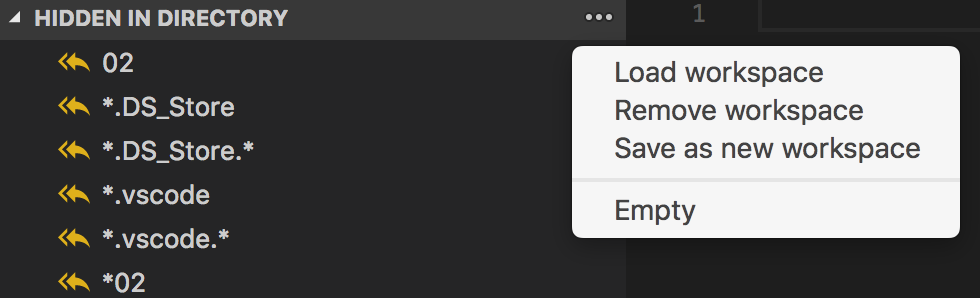 HIDDEN IN DIRECTORY
02
*.DS_Store
*.DS_Store.*
*.vscode
*.vscode.*
*02
1
Load workspace
Remove workspace
Save as new workspace
Empty